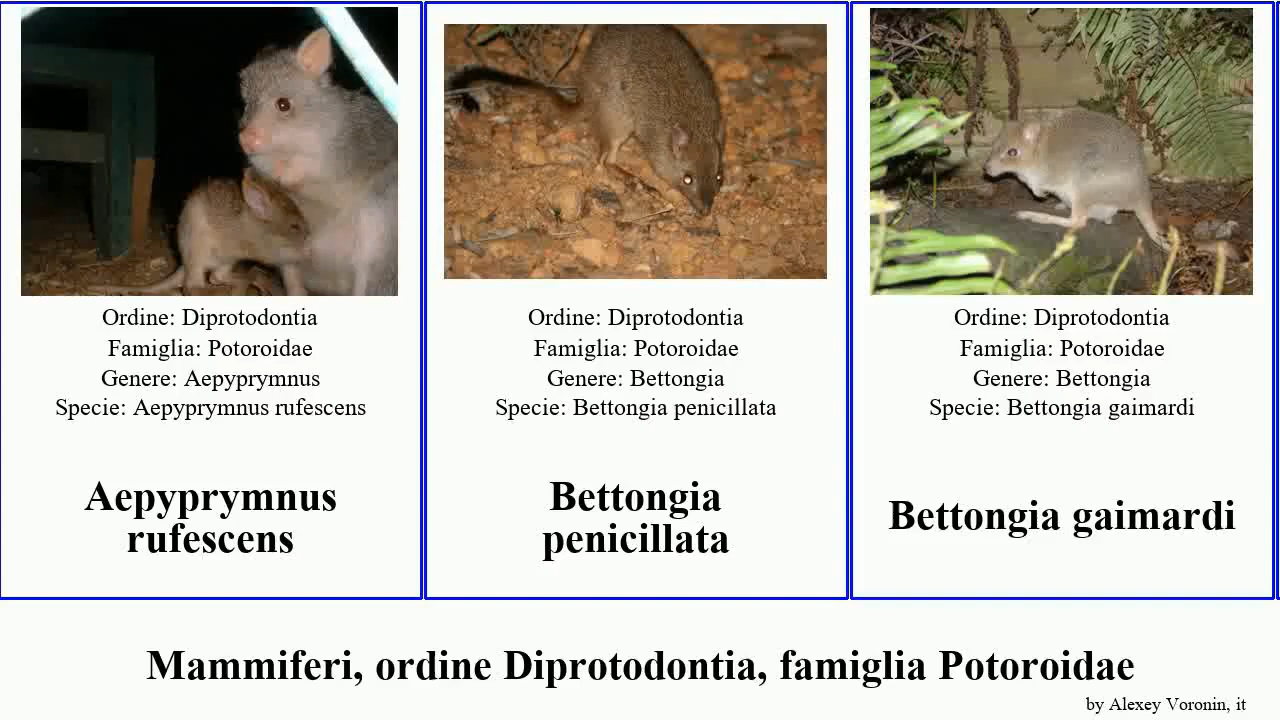 Ordine: Diprotodontia
Famiglia: Potoroidae
Genere: Aepyprymnus
Specie: Aepyprymnus rufescens
Aepyprymnus
rufescens
Ordine: Diprotodontia
Famiglia: Potoroidae
Genere: Bettongia
Specie: Bettongia penicillata
Bettongia
penicillata
Ordine: Diprotodontia
Famiglia: Potoroidae
Genere: Bettongia
Specie: Bettongia gaimardi
Bettongia gaimardi
Mammiferi, ordine Diprotodontia, famiglia Potoroidae
by Alexey Voronin, it